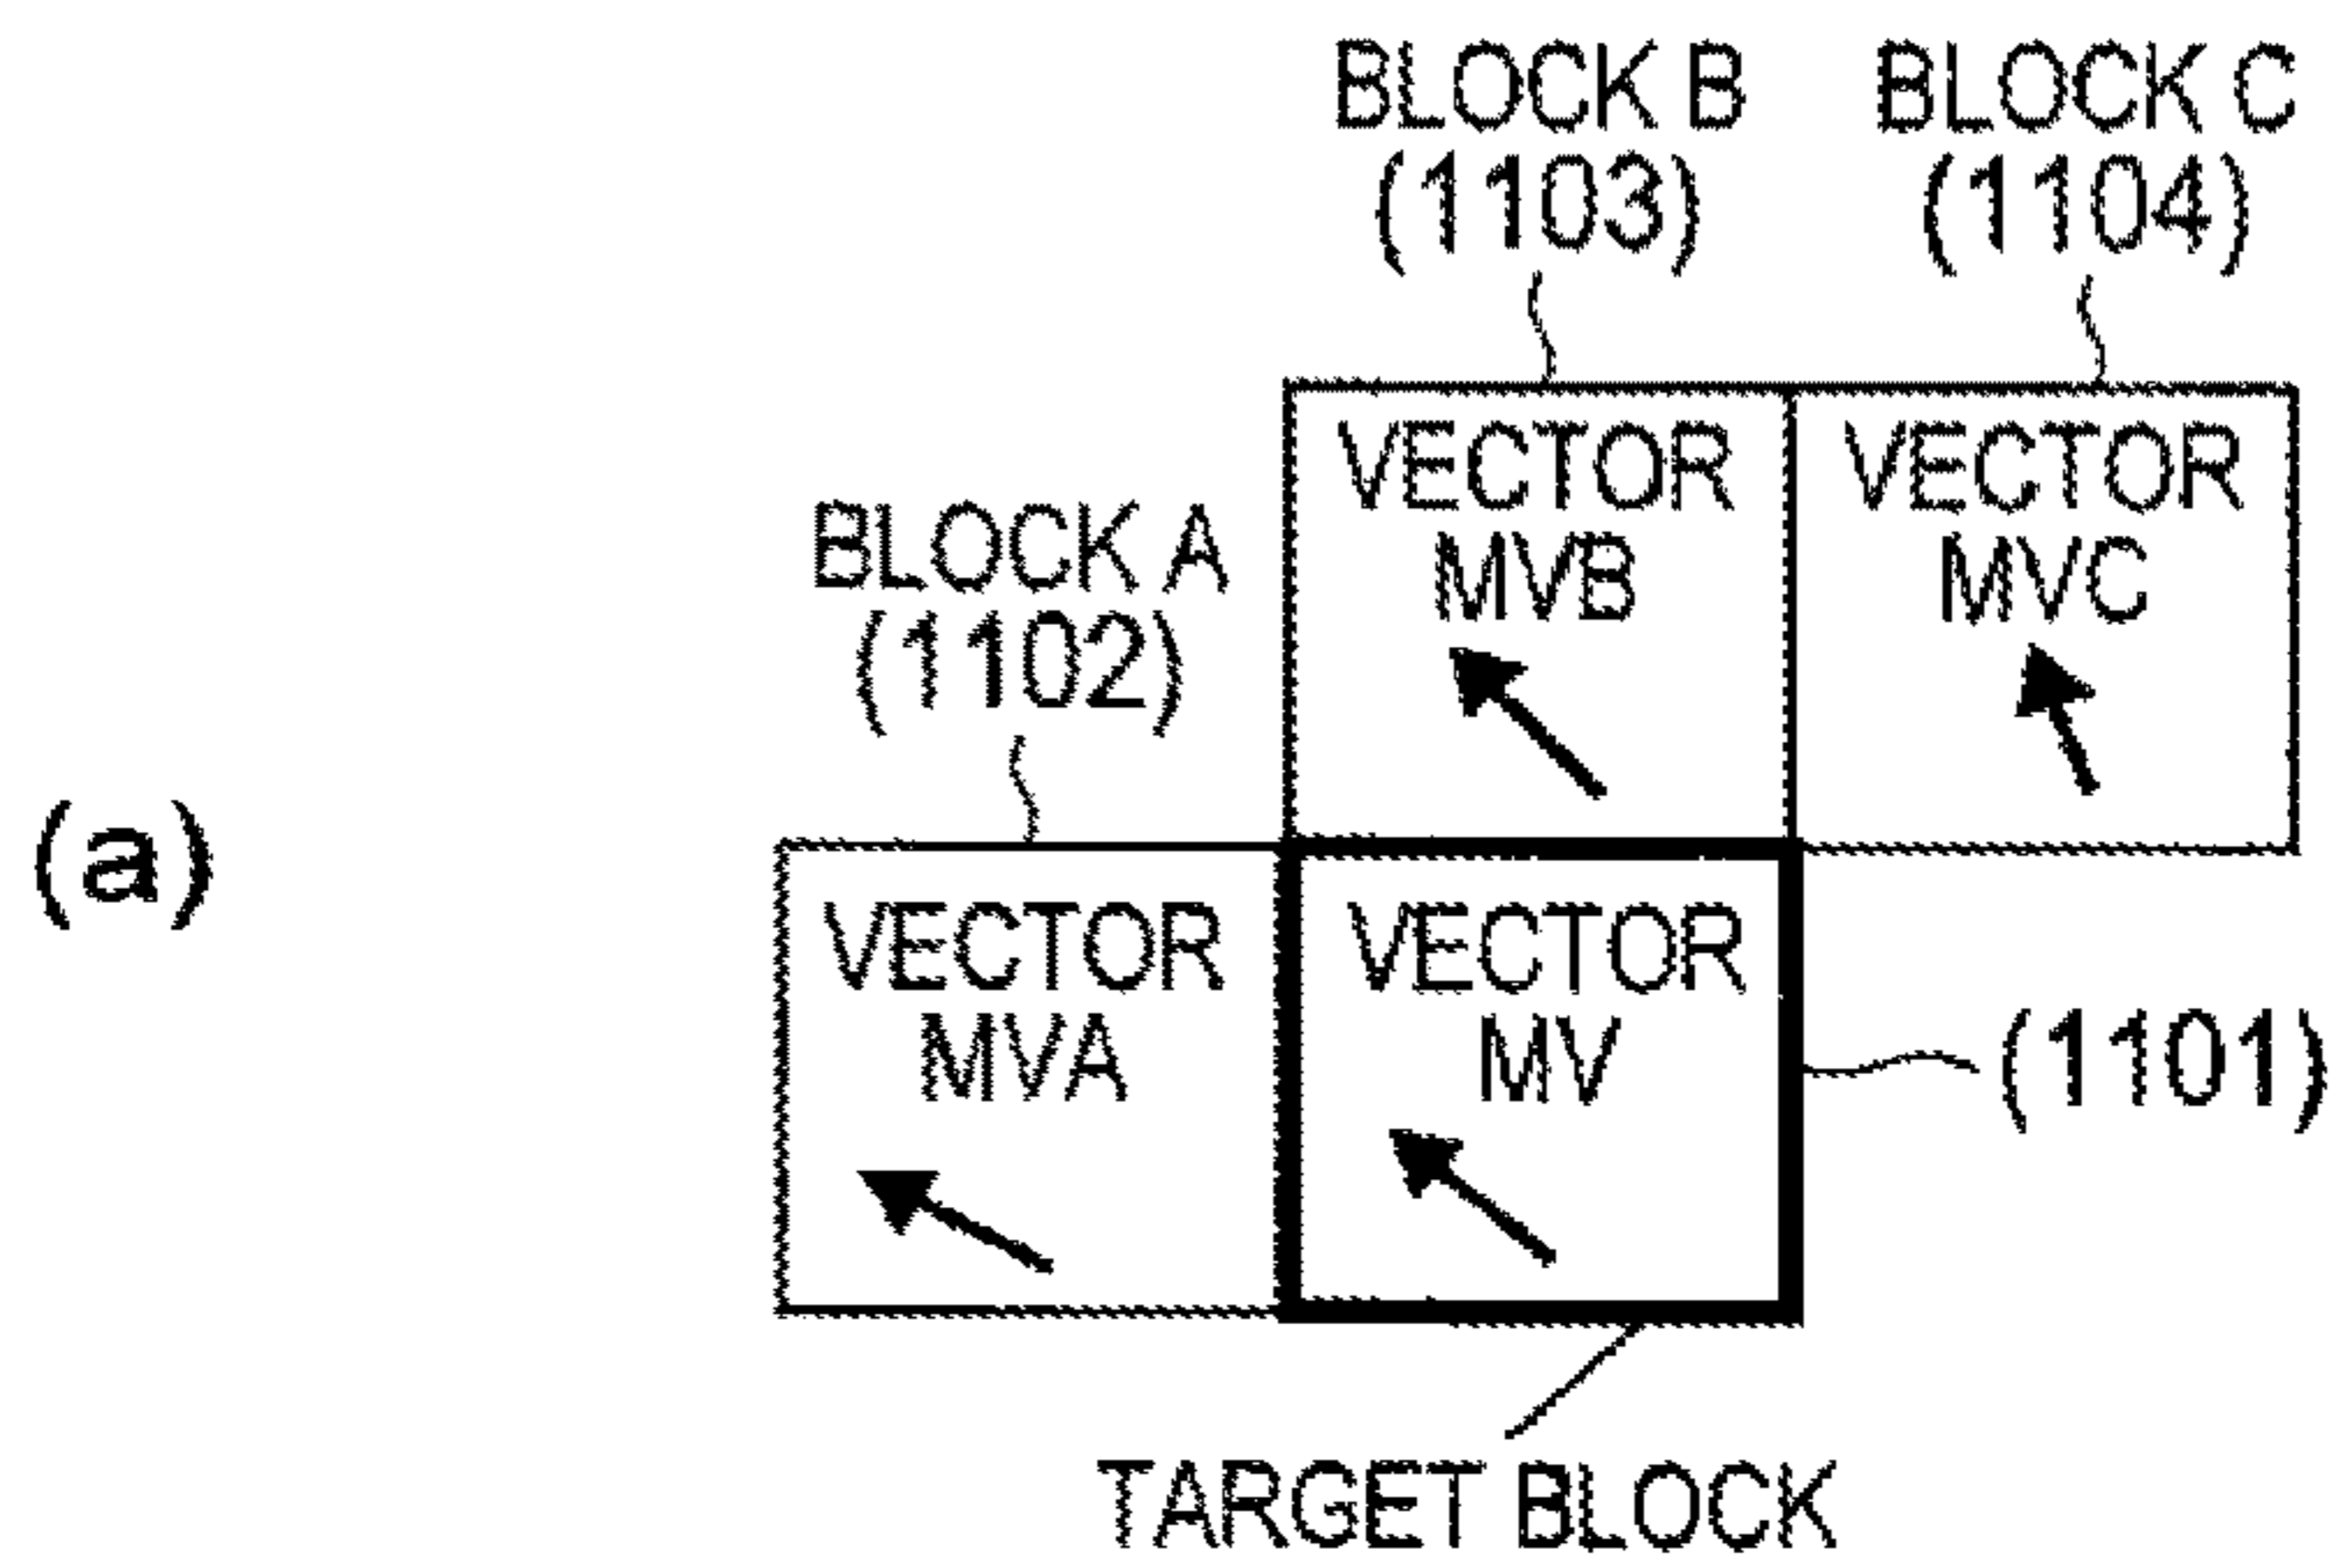 BLOCK B
(1103)
BLOCK C
(1104)
VECTOR
MVB
VECTOR
MVC
BLOCK A
(1102)
(a)
VECTOR
MVA
VECTOR
MV
(1101)
TARGET BLOCK